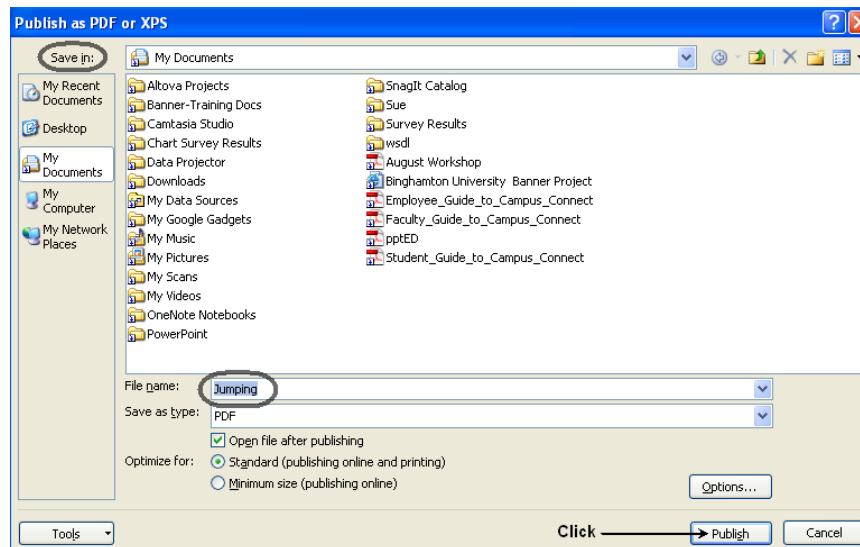 Publish as PDF or XPS
?
Save in:
My Documents
My Recent
Documents
Desktop
My
Documents
My
Computer
My Network
Places
Altova Projects
Banner-Training Docs
Camtasia Studio
Chart Survey Results
Data Projector
Downloads
My Data Sources
My Google Gadgets
My Music
My Pictures
My Scans
My Videos
OneNote Notebooks
PowerPoint
SnagIt Catalog
Sue
Survey Results
wsdl
August Workshop
Binghamton University Banner Project
Employee_Guide_to_Campus_Connect
Faculty_Guide_to_Campus_Connect
pptED
Student_Guide_to_Campus_Connect
File name:
Jumping
Save as type:
PDF
Open file after publishing
Optimize for:
Standard (publishing online and printing)
Minimum size (publishing online)
Options...
Tools
Click
Publish
Cancel